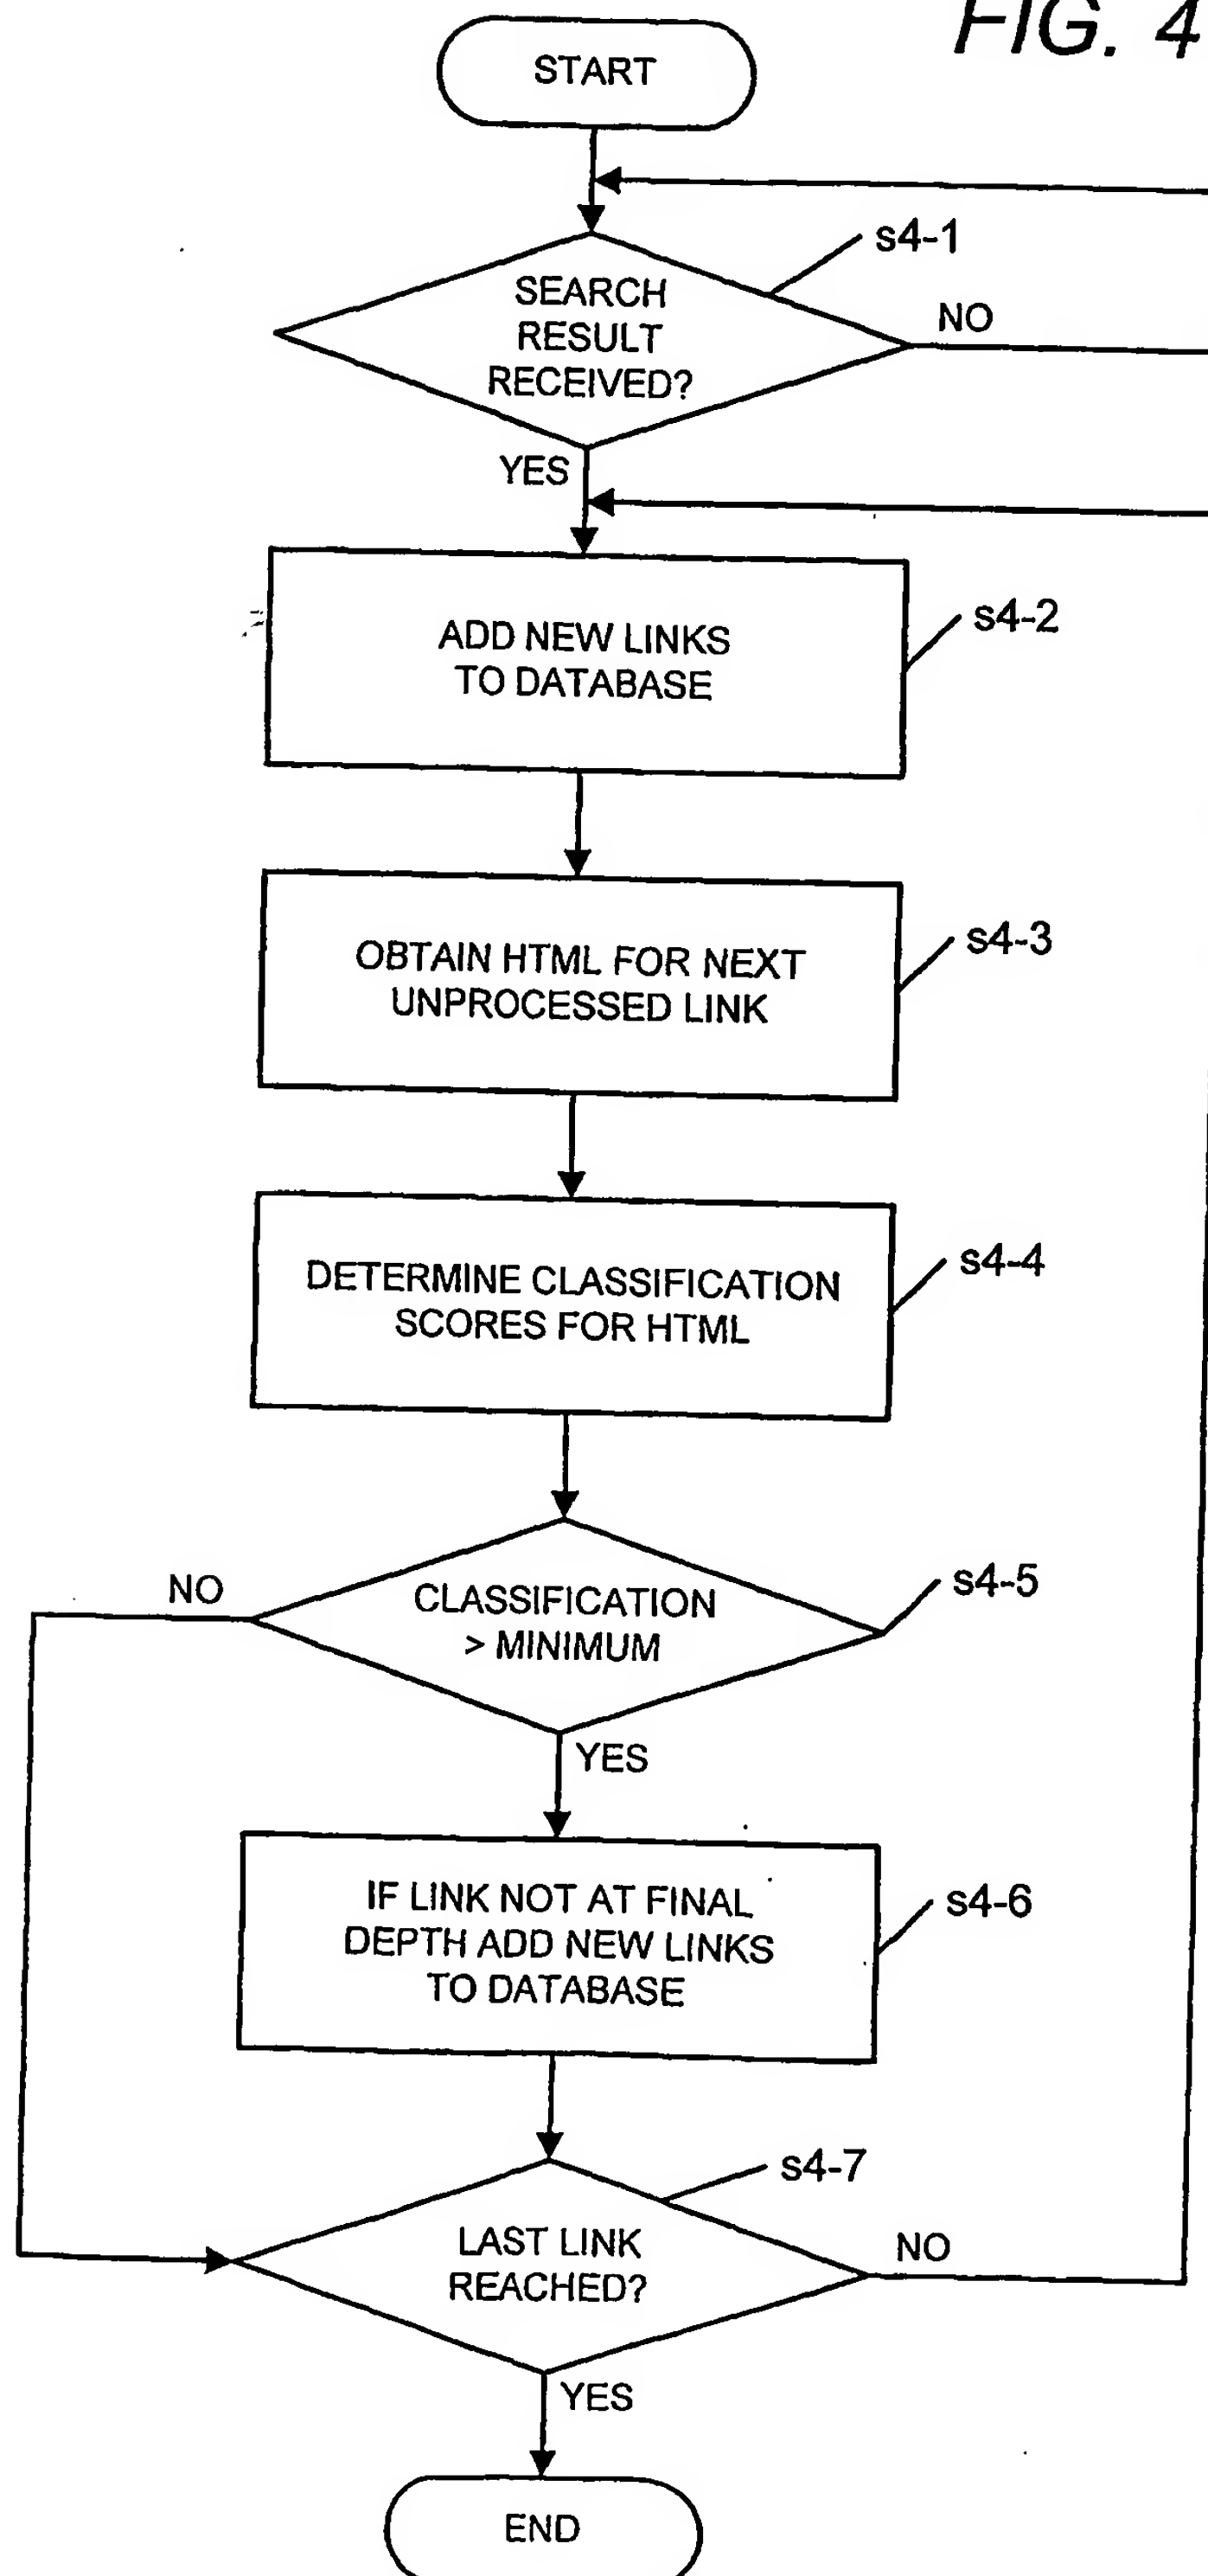 FIG. 4
START
s4-1
SEARCH
RESULT
RECEIVED?
NO
YES
ADD NEW LINKS
TO DATABASE
s4-2
OBTAIN HTML FOR NEXT
UNPROCESSED LINK
s4-3
DETERMINE CLASSIFICATION
SCORES FOR HTML
s4-4
NO
CLASSIFICATION
> MINIMUM
s4-5
YES
IF LINK NOT AT FINAL
DEPTH ADD NEW LINKS
TO DATABASE
s4-6
s4-7
LAST LINK
REACHED?
NO
YES
END